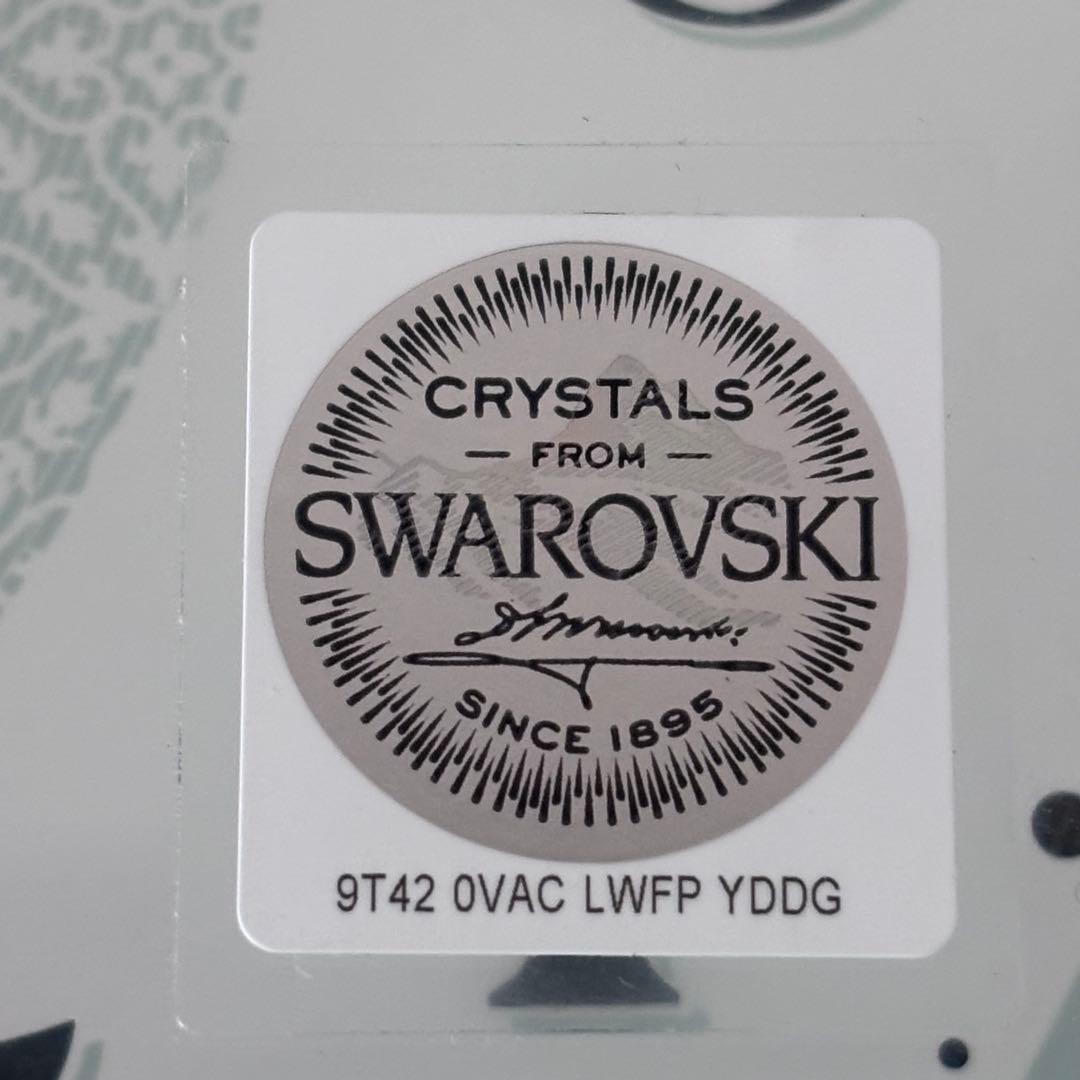 CRYSTALS
— FROM —
SWAROVSKI
SINCE 1895
9T42 0VAC LWFP YDDG